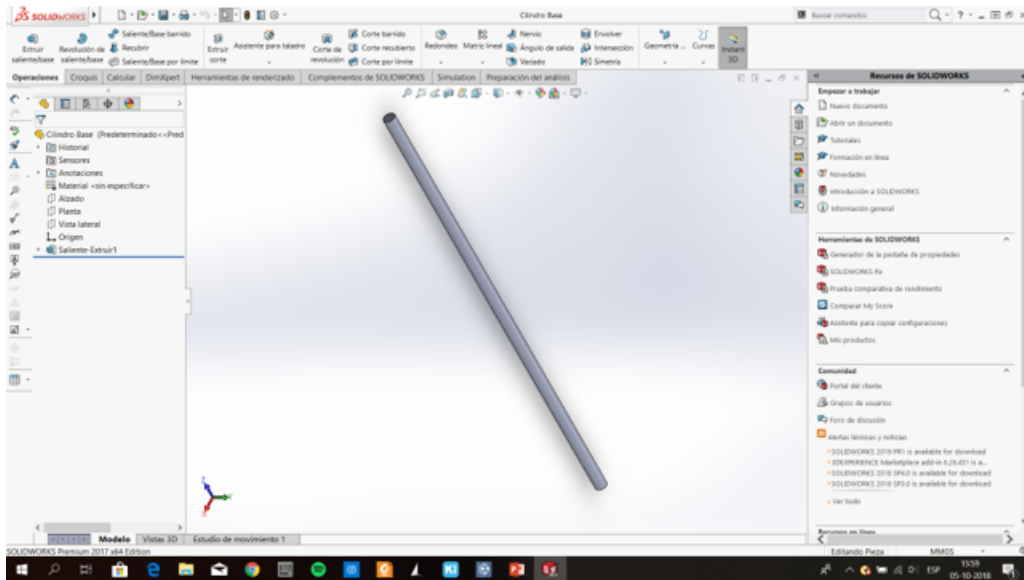 SOLIDWORKS
Cilindro Base
Buscar comandos
Extruir saliente/base
Revolución de saliente/base
Saliente/Base barrido
Recubrir
Saliente/Base por límite
Extruir corte
Asistente para taladro
Corte de revolución
Corte barrido
Corte recubierto
Corte por límite
Redondeo
Matriz lineal
Nervio
Ángulo de salida
Vaciado
Envolver
Intersección
Simetría
Geometría ...
Curvas
Instant 3D
Operaciones Croquis Calcular DimXpert Herramientas de renderizado Complementos de SOLIDWORKS Simulation Preparación del análisis
Cilindro Base (Predeterminado<<Pred
Historial
Sensores
Anotaciones
Material <sin especificar>
Alzado
Planta
Vista lateral
Origen
Saliente-Extruir1
Recursos de SOLIDWORKS
Empezar a trabajar
Nuevo documento
Abrir un documento
Tutoriales
Formación en línea
Novedades
Introducción a SOLIDWORKS
Información general
Herramientas de SOLIDWORKS
Generador de la pestaña de propiedades
SOLIDWORKS Rx
Prueba comparativa de rendimiento
Comparar My Score
Asistente para copiar configuraciones
Mis productos
Comunidad
Portal del cliente
Grupos de usuarios
Foro de discusión
Alertas técnicas y noticias
SOLIDWORKS 2019 PR1 is available for download
3DEXPERIENCE Marketplace add-in 6.26.451 is a...
SOLIDWORKS 2018 SP4.0 is available for download
SOLIDWORKS 2018 SP3.0 is available for download
Ver todo
Recursos en línea
Modelo Vistas 3D Estudio de movimiento 1
SOLIDWORKS Premium 2017 x64 Edition
Editando Pieza
MMGS
ESP
15:59
05-10-2018